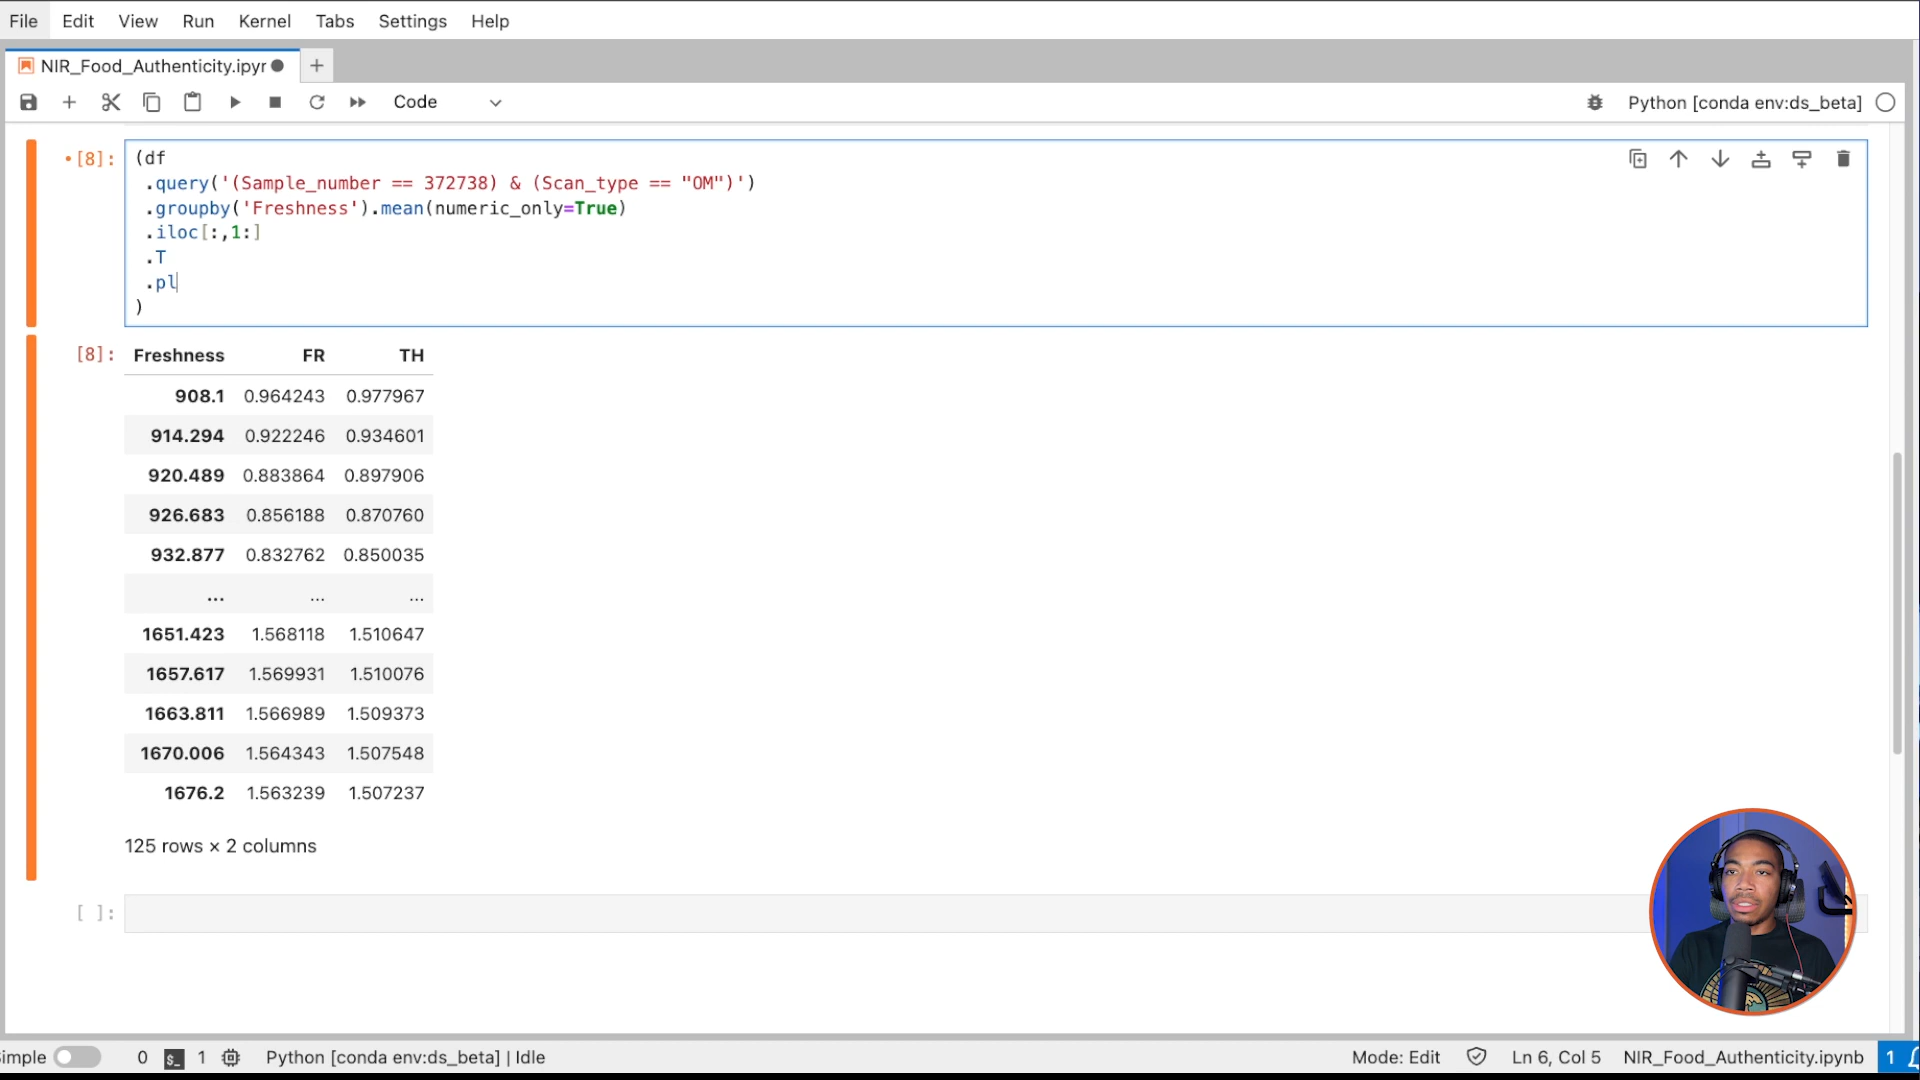 File Edit View Run Kernel Tabs Settings Help
NIR_Food_Authenticity.ipyr
Code
Python [conda env:ds_beta]
[8]:
(df
.query('(Sample_number == 372738) & (Scan_type == "OM")')
.groupby('Freshness').mean(numeric_only=True)
.iloc[:,1:]
.T
.pl
)
[8]: Freshness FR TH
908.1 0.964243 0.977967
914.294 0.922246 0.934601
920.489 0.883864 0.897906
926.683 0.856188 0.870760
932.877 0.832762 0.850035
... ... ...
1651.423 1.568118 1.510647
1657.617 1.569931 1.510076
1663.811 1.566989 1.509373
1670.006 1.564343 1.507548
1676.2 1.563239 1.507237
125 rows × 2 columns
[ ]:
imple 0 $_ 1 Python [conda env:ds_beta] | Idle Mode: Edit Ln 6, Col 5 NIR_Food_Authenticity.ipynb 1